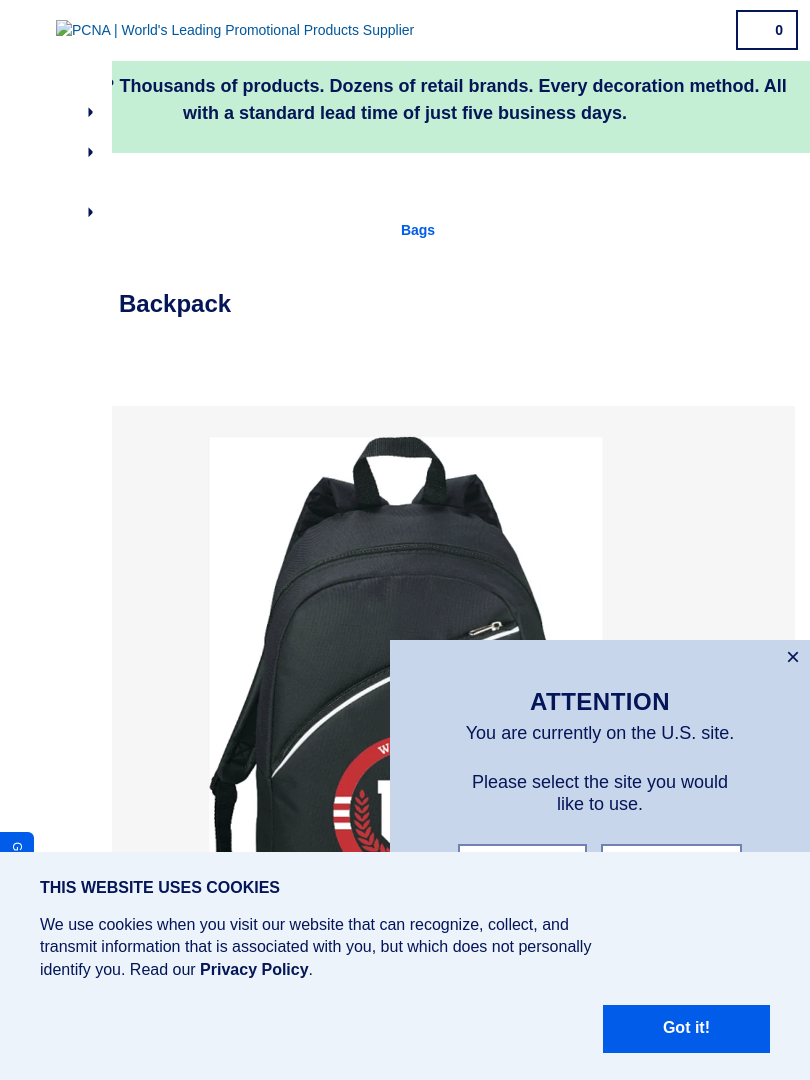 PCNA | World's Leading Promotional Products Supplier
0
? Thousands of products. Dozens of retail brands. Every decoration method. All
with a standard lead time of just five business days.
Bags
Backpack
ATTENTION
You are currently on the U.S. site.
Please select the site you would
like to use.
G
THIS WEBSITE USES COOKIES
We use cookies when you visit our website that can recognize, collect, and
transmit information that is associated with you, but which does not personally
identify you. Read our Privacy Policy.
Got it!